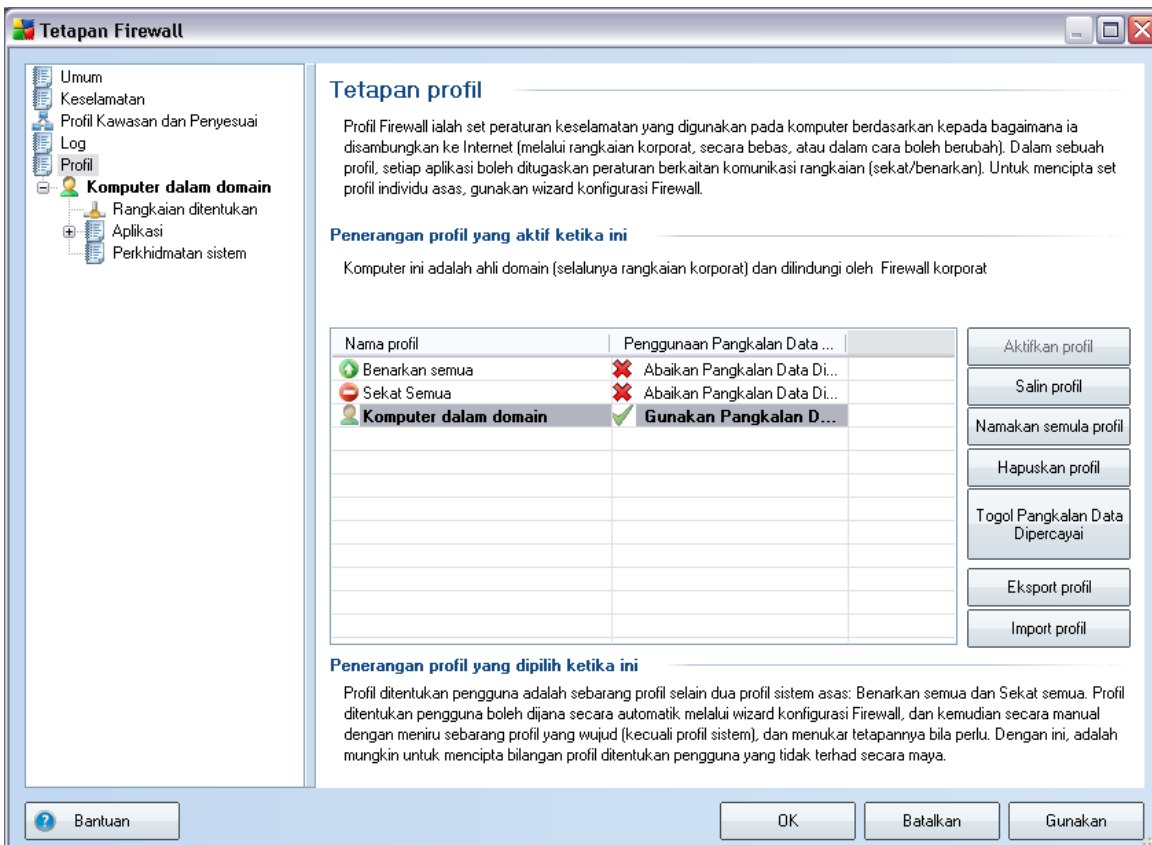 Tetapan Firewall
Umum
Keselamatan
Profil Kawasan dan Penyesuai
Log
Profil
Komputer dalam domain
Rangkaian ditentukan
Aplikasi
Perkhidmatan sistem
Tetapan profil
Profil Firewall ialah set peraturan keselamatan yang digunakan pada komputer berdasarkan kepada bagaimana ia
disambungkan ke Internet (melalui rangkaian korporat, secara bebas, atau dalam cara boleh berubah). Dalam sebuah
profil, setiap aplikasi boleh ditugaskan peraturan berkaitan komunikasi rangkaian (sekat/benarkan). Untuk mencipta set
profil individu asas, gunakan wizard konfigurasi Firewall.
Penerangan profil yang aktif ketika ini
Komputer ini adalah ahli domain (selalunya rangkaian korporat) dan dilindungi oleh Firewall korporat
Nama profil Penggunaan Pangkalan Data ...
Benarkan semua Abaikan Pangkalan Data Di...
Sekat Semua Abaikan Pangkalan Data Di...
Komputer dalam domain Gunakan Pangkalan D...
Aktifkan profil
Salin profil
Namakan semula profil
Hapuskan profil
Togol Pangkalan Data
Dipercayai
Eksport profil
Import profil
Penerangan profil yang dipilih ketika ini
Profil ditentukan pengguna adalah sebarang profil selain dua profil sistem asas: Benarkan semua dan Sekat semua. Profil
ditentukan pengguna boleh dijana secara automatik melalui wizard konfigurasi Firewall, dan kemudian secara manual
dengan meniru sebarang profil yang wujud (kecuali profil sistem), dan menukar tetapannya bila perlu. Dengan ini, adalah
mungkin untuk mencipta bilangan profil ditentukan pengguna yang tidak terhad secara maya.
Bantuan
OK
Batalkan
Gunakan